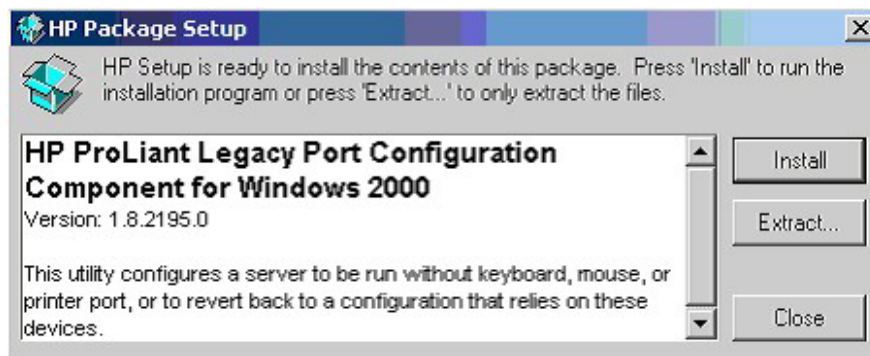 HP Package Setup
HP Setup is ready to install the contents of this package. Press 'Install' to run the
installation program or press 'Extract...' to only extract the files.
HP ProLiant Legacy Port Configuration
Component for Windows 2000
Version: 1.8.2195.0
This utility configures a server to be run without keyboard, mouse, or
printer port, or to revert back to a configuration that relies on these
devices.
Install
Extract...
Close